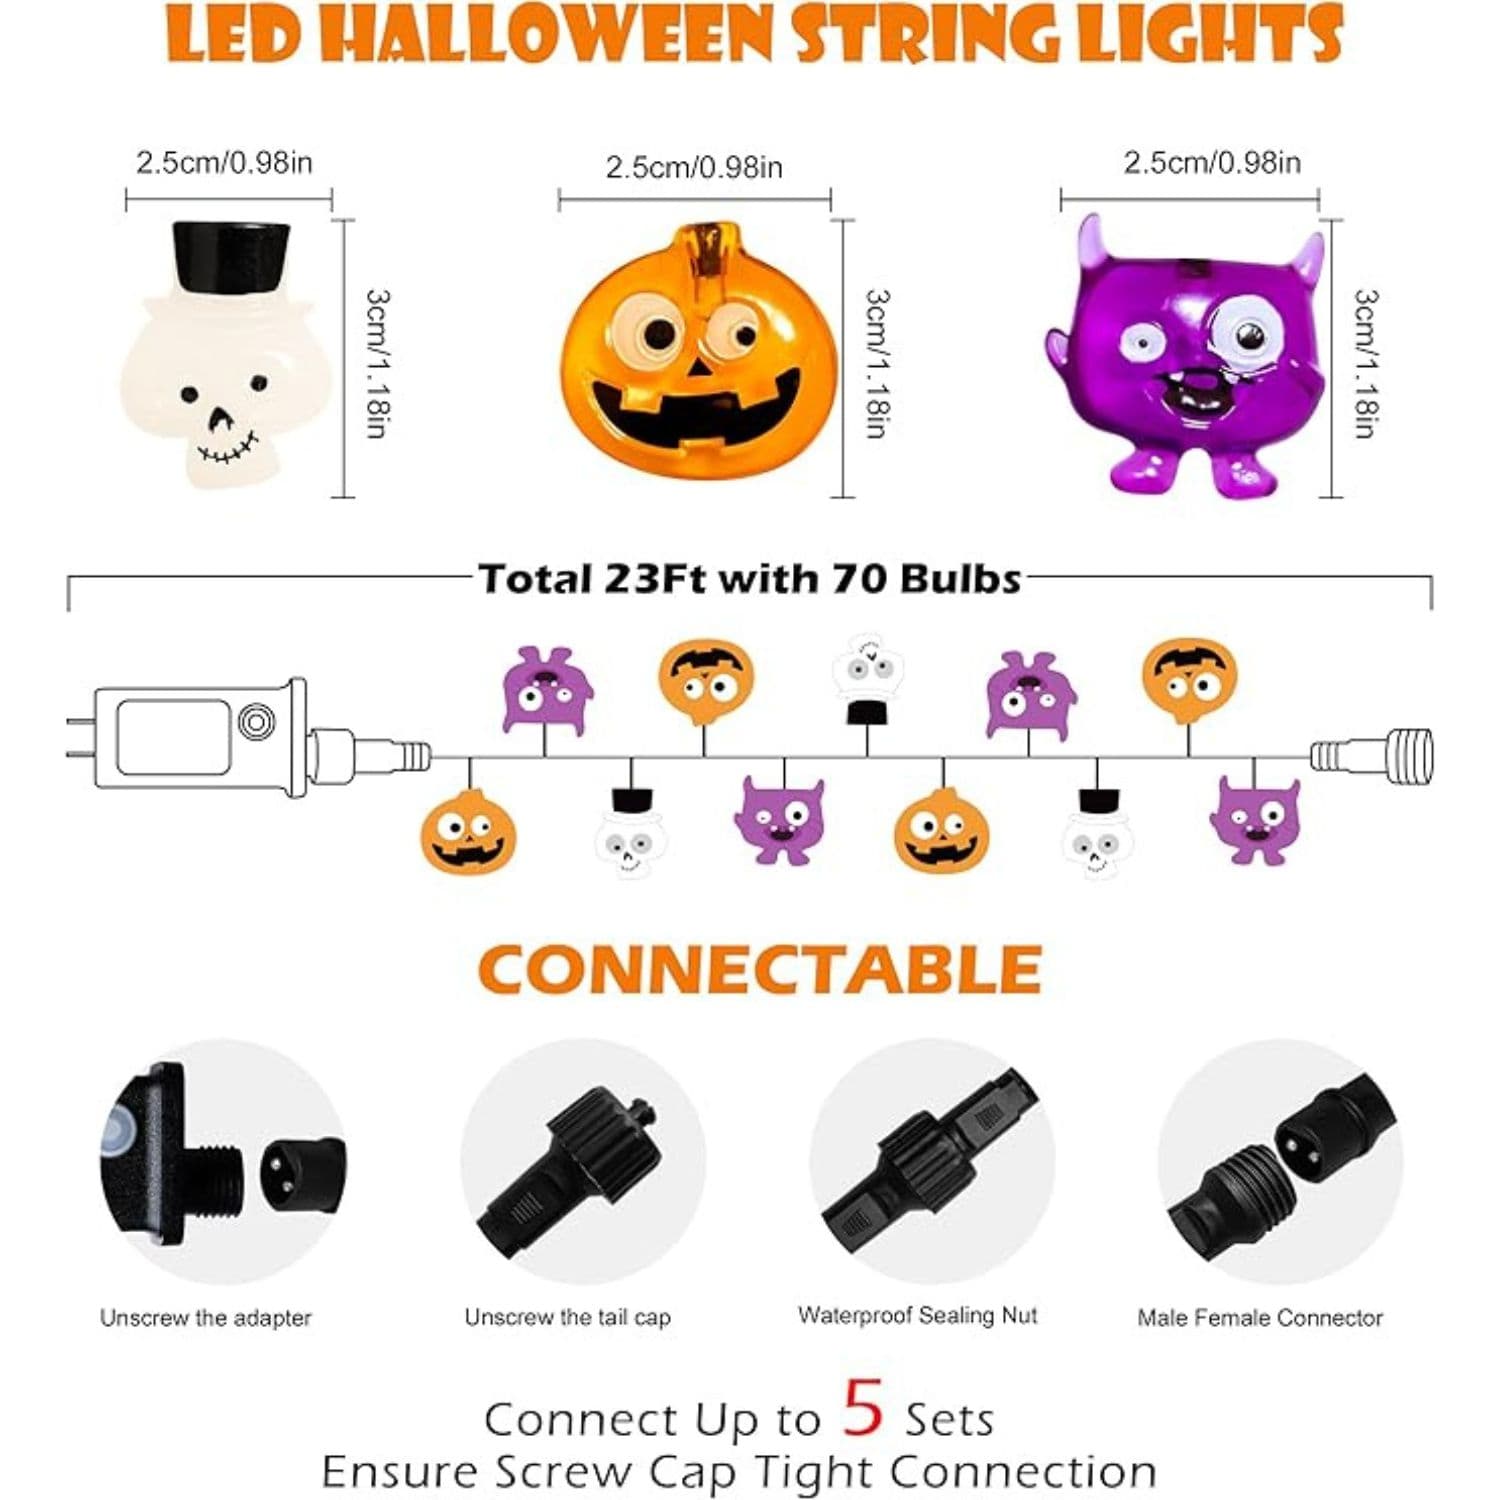 LED HALLOWEEN STRING LIGHTS
2.5cm/0.98in
2.5cm/0.98in
2.5cm/0.98in
3cm/1.18in
3cm/1.18in
3cm/1.18in
Total 23Ft with 70 Bulbs
CONNECTABLE
Unscrew the adapter
Unscrew the tail cap
Waterproof Sealing Nut
Male Female Connector
Connect Up to 5 Sets
Ensure Screw Cap Tight Connection